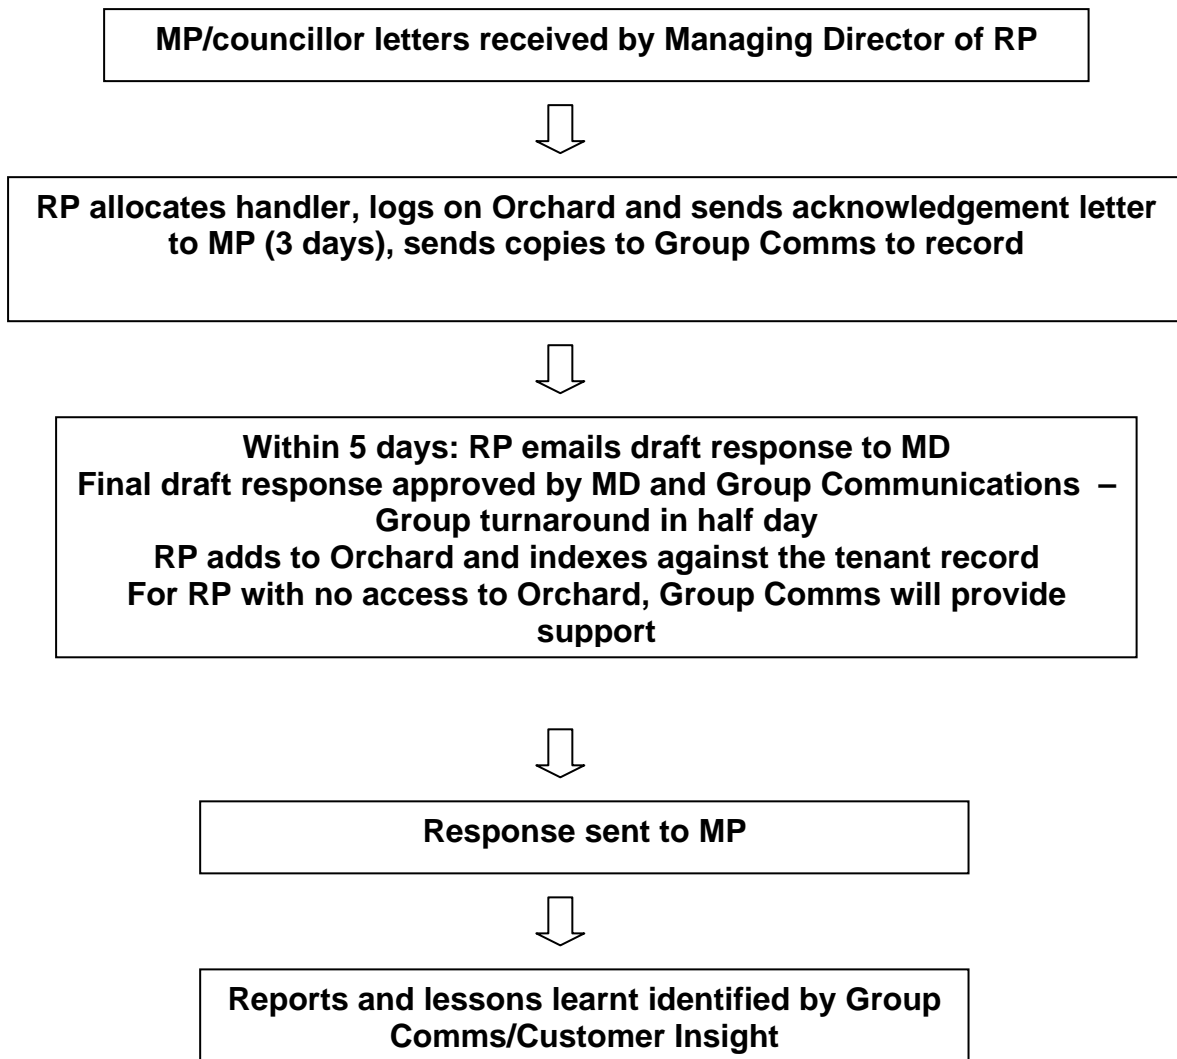 MP/councillor letters received by Managing Director of RP
RP allocates handler, logs on Orchard and sends acknowledgement letter
to MP (3 days), sends copies to Group Comms to record
Within 5 days: RP emails draft response to MD
Final draft response approved by MD and Group Communications –
Group turnaround in half day
RP adds to Orchard and indexes against the tenant record
For RP with no access to Orchard, Group Comms will provide
support
Response sent to MP
Reports and lessons learnt identified by Group
Comms/Customer Insight